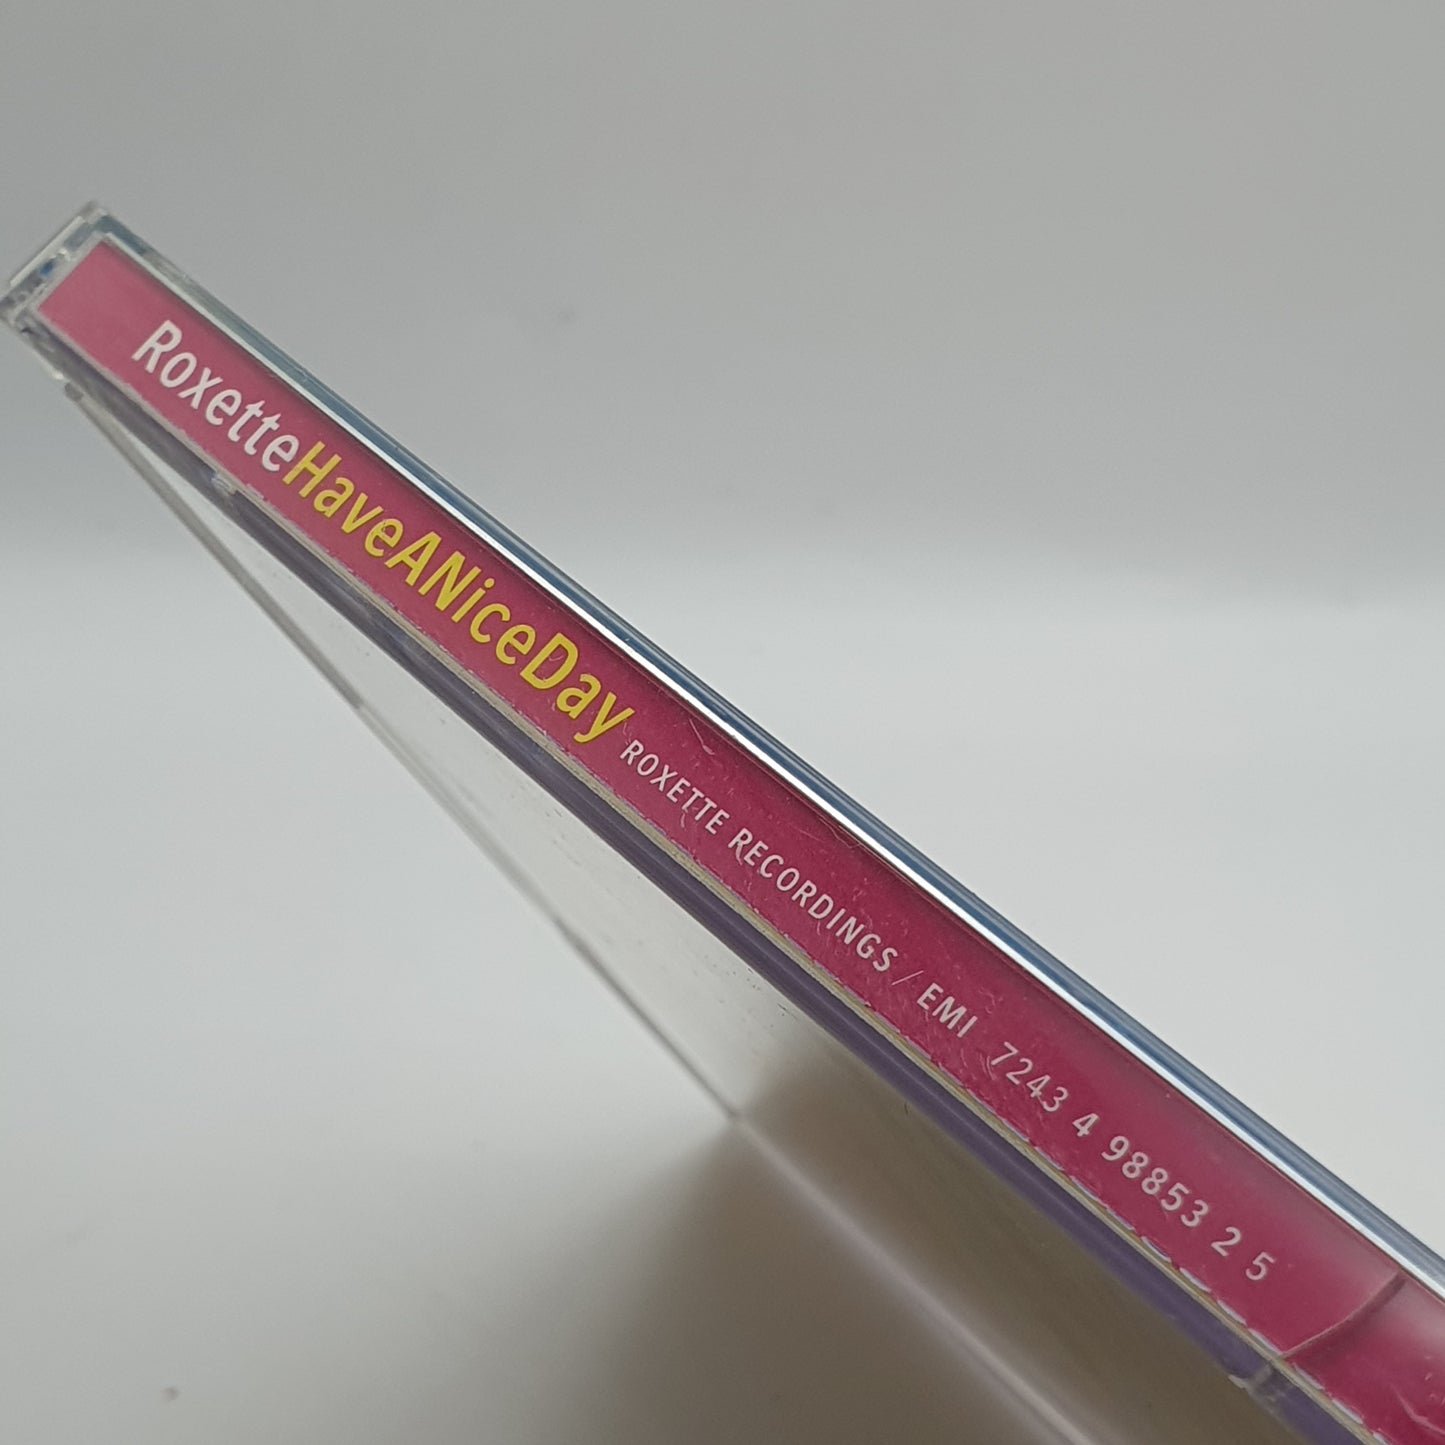 RoxetteHaveANiceDay ROXETTE RECORDINGS / EMI 7243 4 98853 2 5